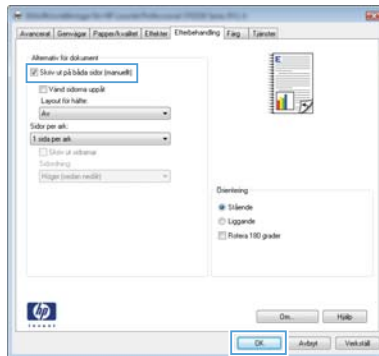 Avancerat Genvägar Papper/kvalitet Effekter Efterbehandling Färg Tjänster
Alternativ för dokument
Skriv ut på båda sidor (manuellt)
Vänd sidorna uppåt
Layout för häfte:
Av
Sidor per ark:
1 sida per ark
Skriv ut sidramar
Sidordning:
Höger (sedan nedåt)
E
Orientering
Stående
Liggande
Rotera 180 grader
hp
invent
Om... Hjälp
OK Avbryt Verkställ